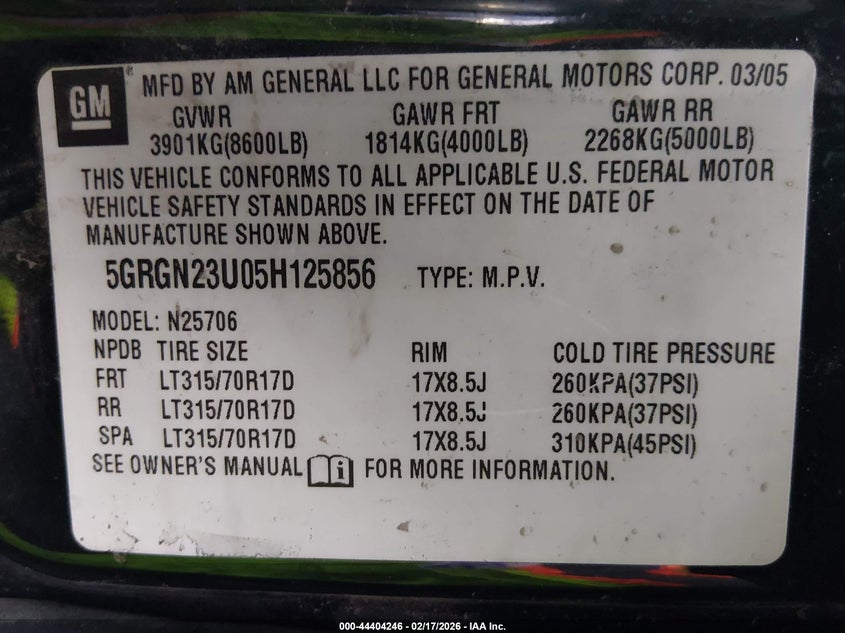 GM
MFD BY AM GENERAL LLC FOR GENERAL MOTORS CORP. 03/05
GVWR GAWR FRT GAWR RR
3901KG(8600LB) 1814KG(4000LB) 2268KG(5000LB)
THIS VEHICLE CONFORMS TO ALL APPLICABLE U.S. FEDERAL MOTOR
VEHICLE SAFETY STANDARDS IN EFFECT ON THE DATE OF
MANUFACTURE SHOWN ABOVE.
5GRGN23U05H125856 TYPE: M.P.V.
MODEL: N25706
NPDB TIRE SIZE RIM COLD TIRE PRESSURE
FRT LT315/70R17D 17X8.5J 260KPA(37PSI)
RR LT315/70R17D 17X8.5J 260KPA(37PSI)
SPA LT315/70R17D 17X8.5J 310KPA(45PSI)
SEE OWNER'S MANUAL i FOR MORE INFORMATION.
000-44404246 - 02/17/2026 - IAA Inc.